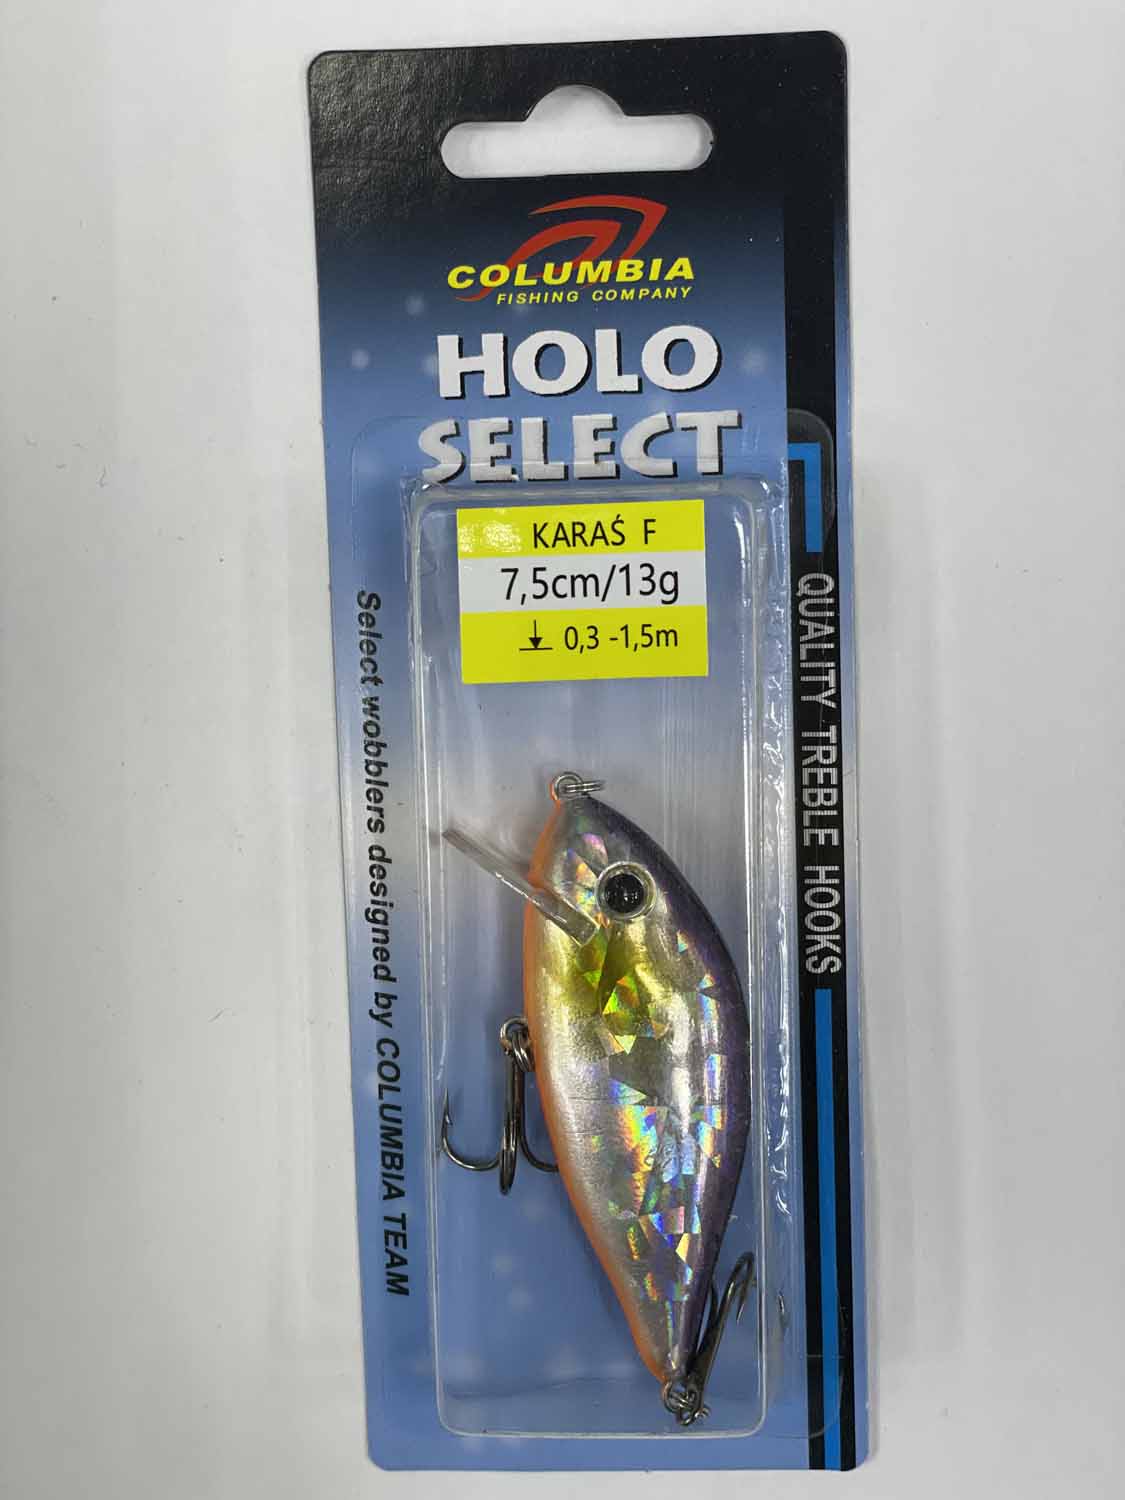 COLUMBIA
FISHING COMPANY
HOLO
SELECT
KARAŚ F
7,5cm/13g
0,3 -1,5m
Select wobblers designed by COLUMBIA TEAM
QUALITY TREBLE HOOKS